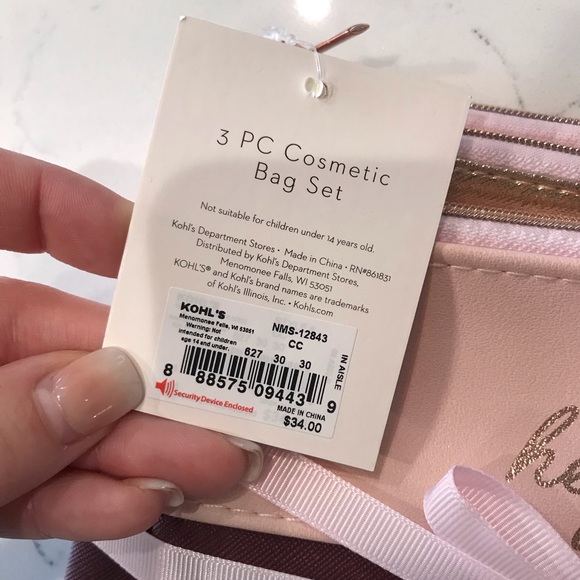 3 PC Cosmetic
Bag Set
Not suitable for children under 14 years old.
Kohl's Department Stores • Made in China • RN#861831
Distributed by Kohl's Department Stores,
Menomonee Falls, WI 53051
KOHL'S® and Kohl's brand names are trademarks
of Kohl's Illinois, Inc. • Kohls.com
KOHL'S
Menomonee Falls, WI 53051
Warning: Not
intended for children
age 14 and under.
NMS-12843
CC
627 30 30
IN AISLE
8 88575 09443 9
Security Device Enclosed
MADE IN CHINA
$34.00